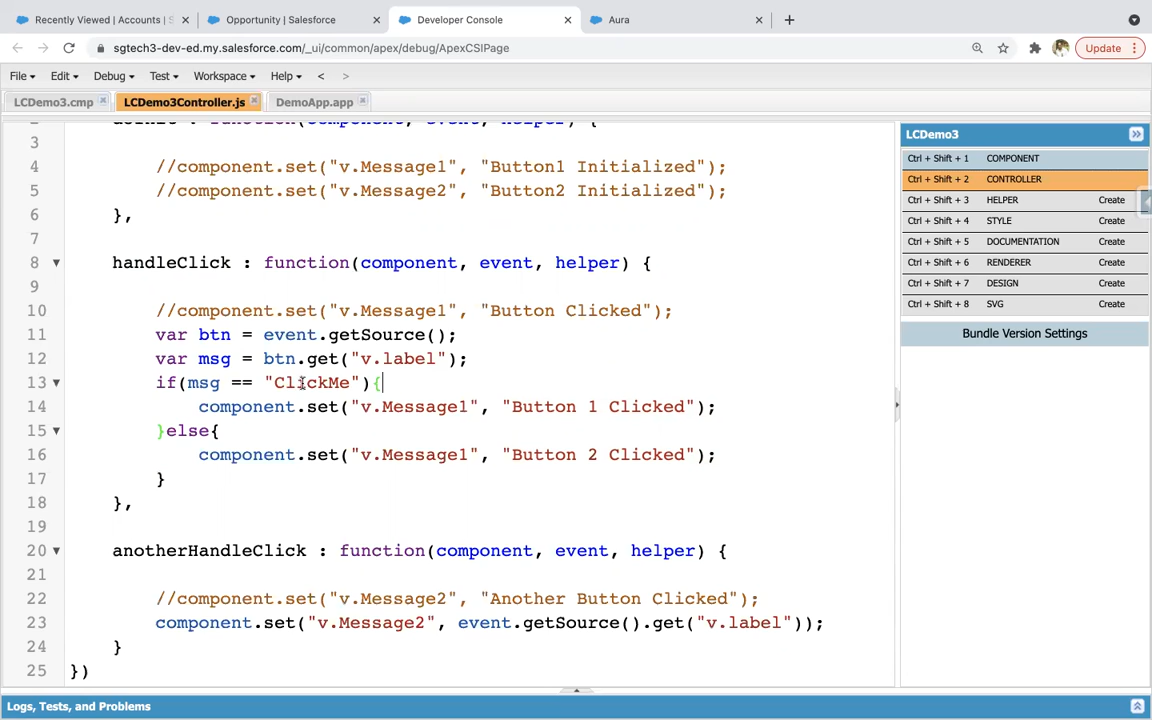 Recently Viewed | Accounts | S
Opportunity | Salesforce
Developer Console
Aura
sgtech3-dev-ed.my.salesforce.com/_ui/common/apex/debug/ApexCSIPage
Update
File
Edit
Debug
Test
Workspace
Help
<
>
LCDemo3.cmp
LCDemo3Controller.js
DemoApp.app
2 doInit : function(component, event, helper) {
3
4 //component.set("v.Message1", "Button1 Initialized");
5 //component.set("v.Message2", "Button2 Initialized");
6 },
7
8 handleClick : function(component, event, helper) {
9
10 //component.set("v.Message1", "Button Clicked");
11 var btn = event.getSource();
12 var msg = btn.get("v.label");
13 if(msg == "ClickMe"){
14 component.set("v.Message1", "Button 1 Clicked");
15 }else{
16 component.set("v.Message1", "Button 2 Clicked");
17 }
18 },
19
20 anotherHandleClick : function(component, event, helper) {
21
22 //component.set("v.Message2", "Another Button Clicked");
23 component.set("v.Message2", event.getSource().get("v.label"));
24 }
25 })
LCDemo3
Ctrl + Shift + 1 COMPONENT
Ctrl + Shift + 2 CONTROLLER
Ctrl + Shift + 3 HELPER Create
Ctrl + Shift + 4 STYLE Create
Ctrl + Shift + 5 DOCUMENTATION Create
Ctrl + Shift + 6 RENDERER Create
Ctrl + Shift + 7 DESIGN Create
Ctrl + Shift + 8 SVG Create
Bundle Version Settings
Logs, Tests, and Problems